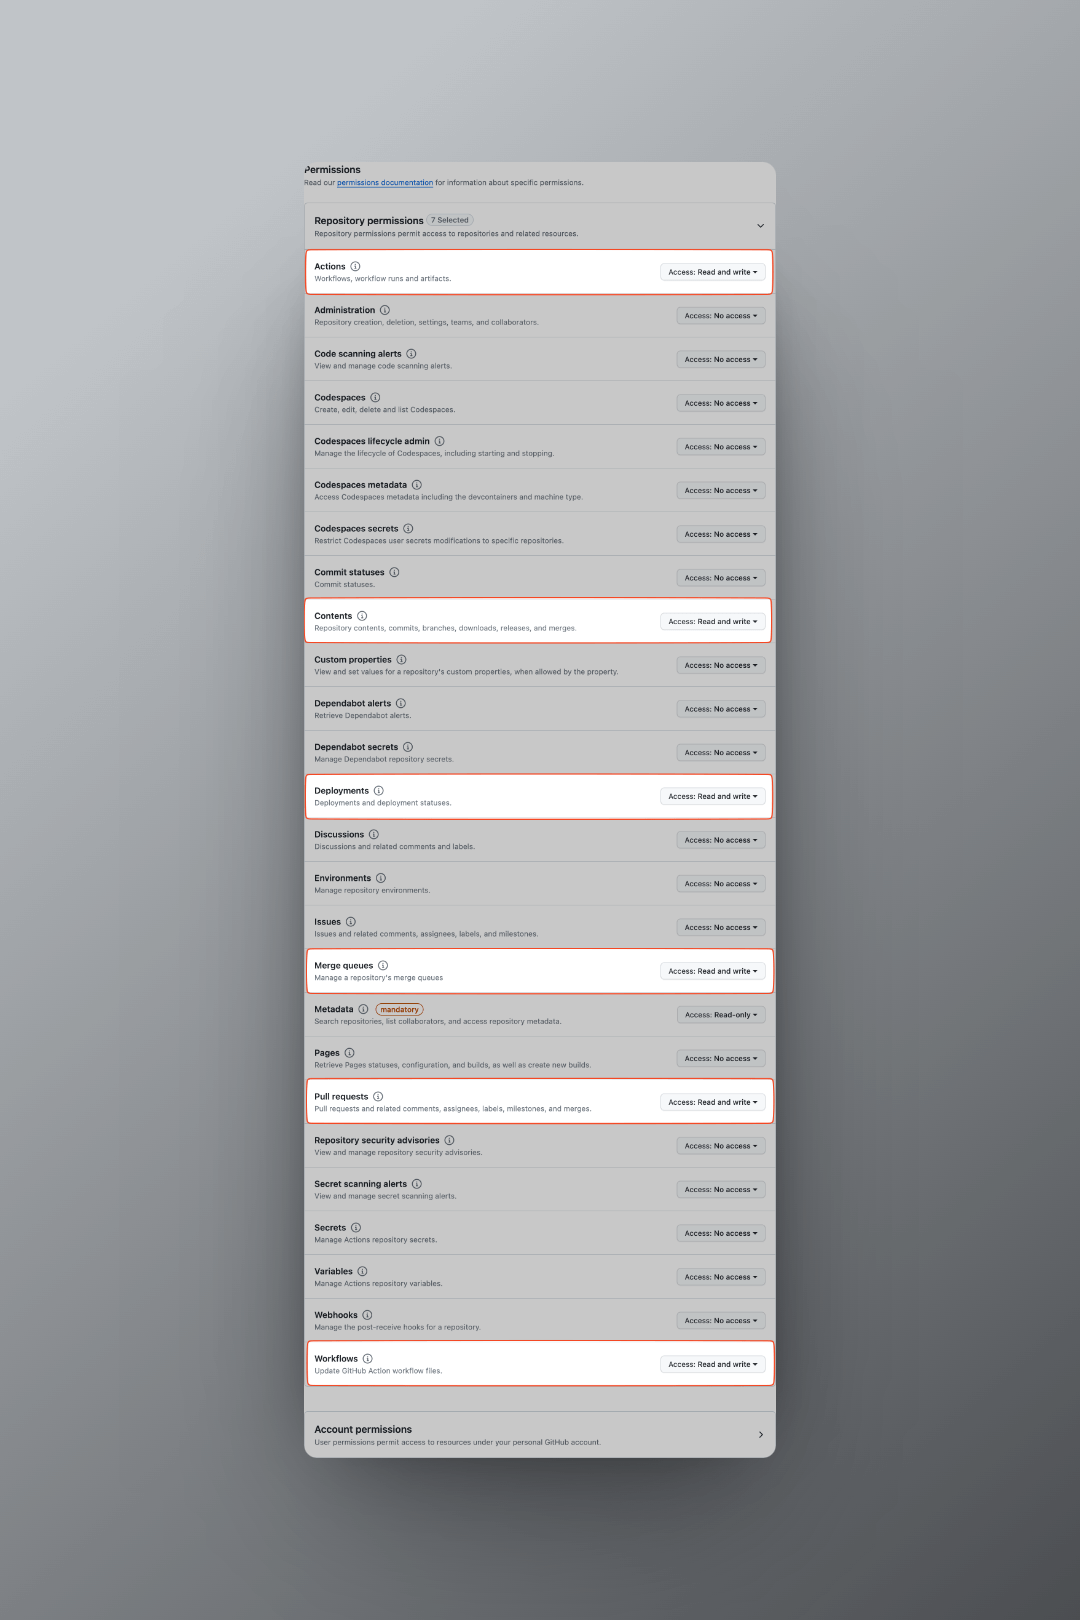 Permissions
Read our permissions documentation for information about specific permissions.
Repository permissions 7 Selected
Repository permissions permit access to repositories and related resources.
Actions
Access: Read and write
Workflows, workflow runs and artifacts.
Administration
Access: No access
Repository creation, deletion, settings, teams, and collaborators.
Code scanning alerts
Access: No access
View and manage code scanning alerts.
Codespaces
Access: No access
Create, edit, delete and list Codespaces.
Codespaces lifecycle admin
Access: No access
Manage the lifecycle of Codespaces, including starting and stopping.
Codespaces metadata
Access: No access
Access Codespaces metadata including the devcontainers and machine type.
Codespaces secrets
Access: No access
Restrict Codespaces user secrets modifications to specific repositories.
Commit statuses
Access: No access
Commit statuses.
Contents
Access: Read and write
Repository contents, commits, branches, downloads, releases, and merges.
Custom properties
Access: No access
View and set values for a repository's custom properties, when allowed by the property.
Dependabot alerts
Access: No access
Retrieve Dependabot alerts.
Dependabot secrets
Access: No access
Manage Dependabot repository secrets.
Deployments
Access: Read and write
Deployments and deployment statuses.
Discussions
Access: No access
Discussions and related comments and labels.
Environments
Access: No access
Manage repository environments.
Issues
Access: No access
Issues and related comments, assignees, labels, and milestones.
Merge queues
Access: Read and write
Manage a repository's merge queues
Metadata mandatory
Access: Read-only
Search repositories, list collaborators, and access repository metadata.
Pages
Access: No access
Retrieve Pages statuses, configuration, and builds, as well as create new builds.
Pull requests
Access: Read and write
Pull requests and related comments, assignees, labels, milestones, and merges.
Repository security advisories
Access: No access
View and manage repository security advisories.
Secret scanning alerts
Access: No access
View and manage secret scanning alerts.
Secrets
Access: No access
Manage Actions repository secrets.
Variables
Access: No access
Manage Actions repository variables.
Webhooks
Access: No access
Manage the post-receive hooks for a repository.
Workflows
Access: Read and write
Update GitHub Action workflow files.
Account permissions
User permissions permit access to resources under your personal GitHub account.